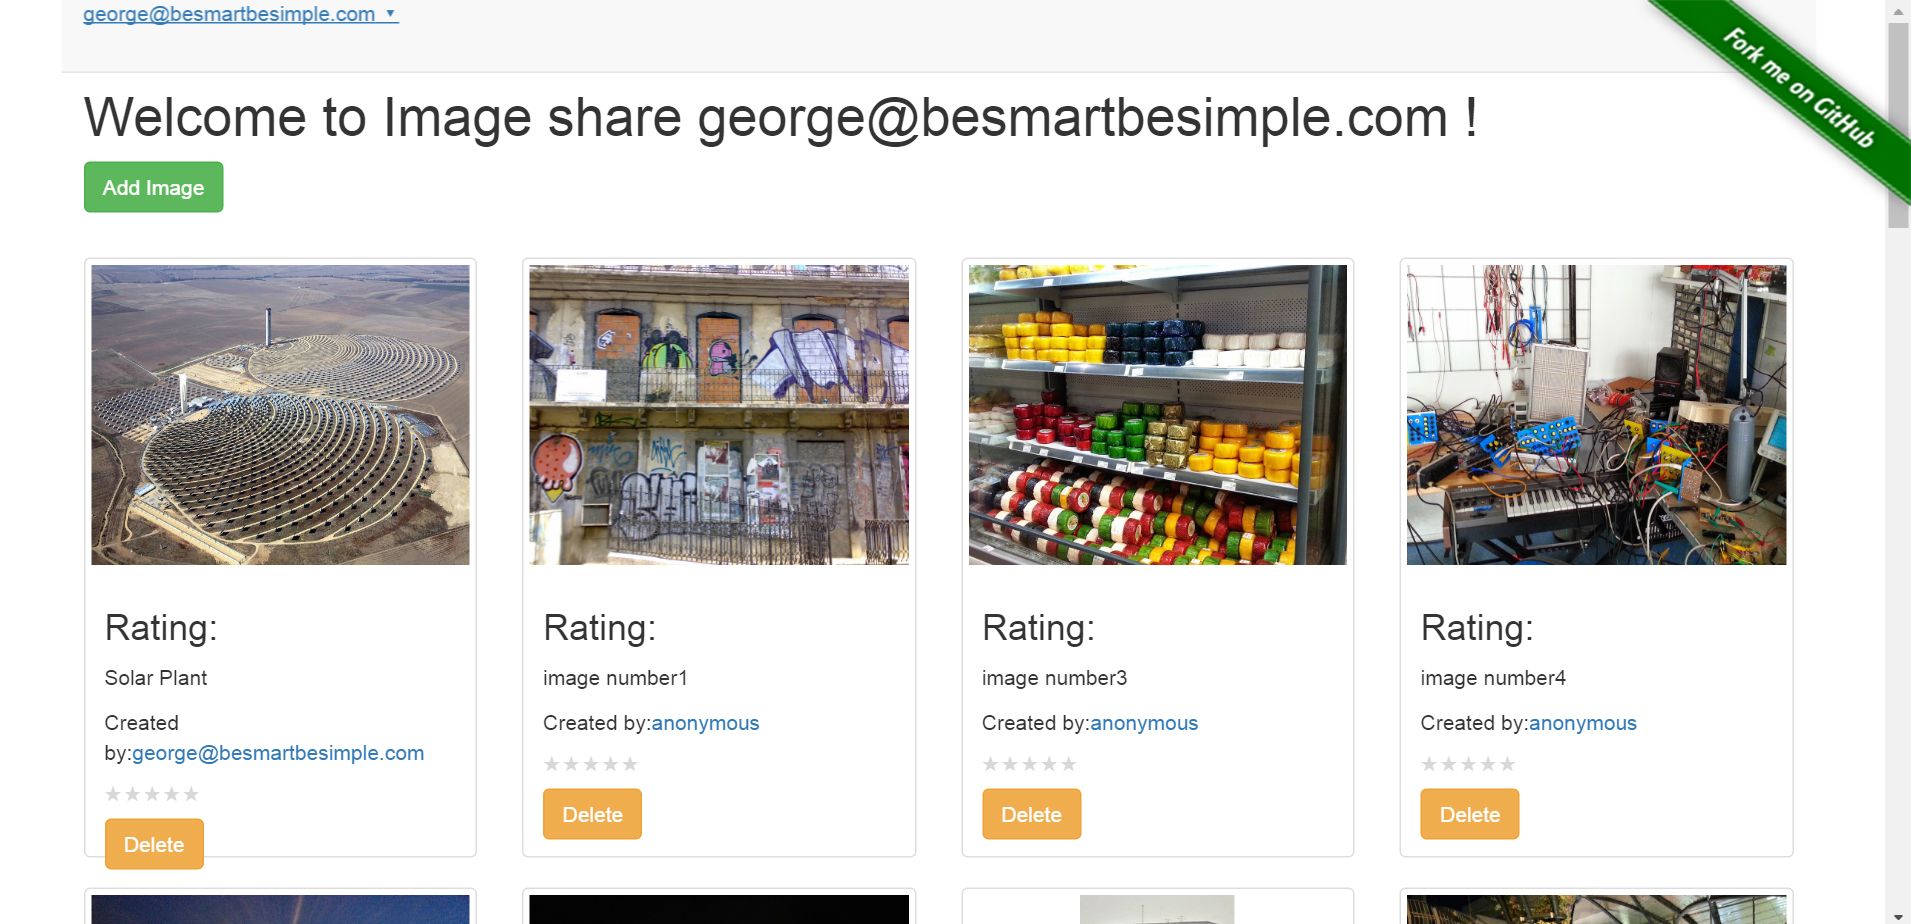 george@besmartbesimple.com ▼
Fork me on GitHub
Welcome to Image share george@besmartbesimple.com !
Add Image
Rating:
Solar Plant
Created
by:george@besmartbesimple.com
★★★★★
Delete
Rating:
image number1
Created by:anonymous
★★★★★
Delete
Rating:
image number3
Created by:anonymous
★★★★★
Delete
Rating:
image number4
Created by:anonymous
★★★★★
Delete